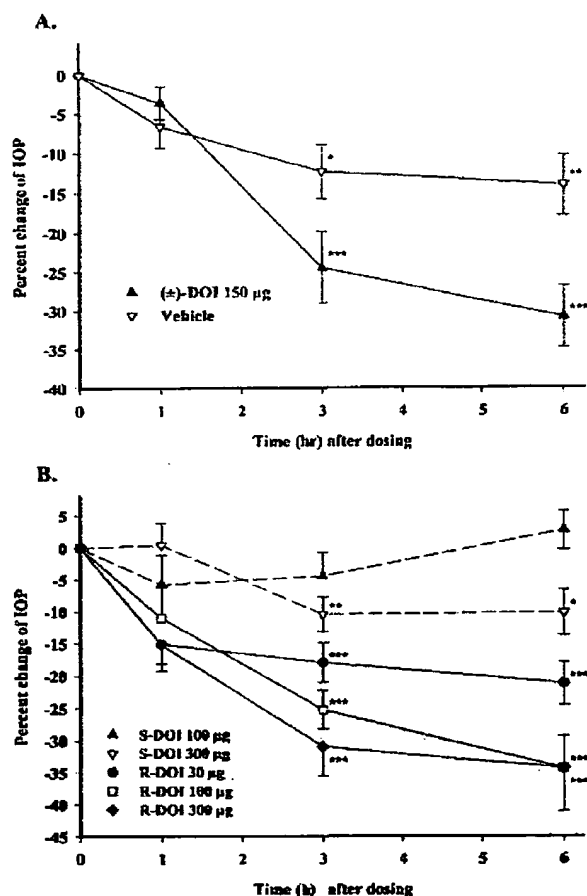 A.
0
-5
-10
-15
-20
-25
-30
-35
-40
Percent change of IOP
*
**
***
***
(±)-DOI 150 µg
Vehicle
0 1 2 3 4 5 6
Time (hr) after dosing
B.
5
0
-5
-10
-15
-20
-25
-30
-35
-40
-45
Percent change of IOP
**
*
***
***
***
***
***
***
S-DOI 100 µg
S-DOI 300 µg
R-DOI 30 µg
R-DOI 100 µg
R-DOI 300 µg
0 1 2 3 4 5 6
Time (h) after dosing